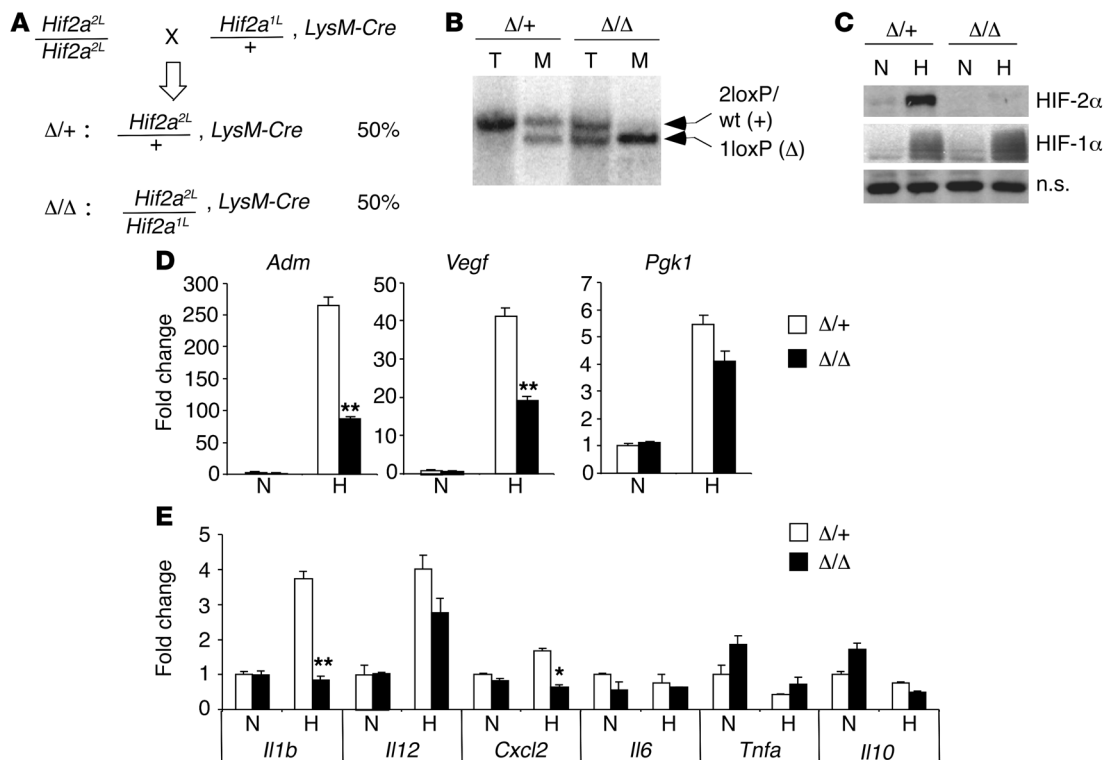 A
Hif2a2L
Hif2a2L
X
Hif2a1L
+
, LysM-Cre
Δ/+ :
Hif2a2L
+
, LysM-Cre
50%
Δ/Δ :
Hif2a2L
Hif2a1L
, LysM-Cre
50%
B
Δ/+ Δ/Δ
T M T M
2loxP/
wt (+)
1loxP (Δ)
C
Δ/+ Δ/Δ
N H N H
HIF-2α
HIF-1α
n.s.
D
Adm Vegf Pgk1
Fold change
300
250
200
150
100
50
0
**
N H
50
40
30
20
10
0
**
N H
7
6
5
4
3
2
1
0
N H
Δ/+
Δ/Δ
E
Fold change
5
4
3
2
1
0
** *
Δ/+
Δ/Δ
N H N H N H N H N H N H
Il1b Il12 Cxcl2 Il6 Tnfa Il10